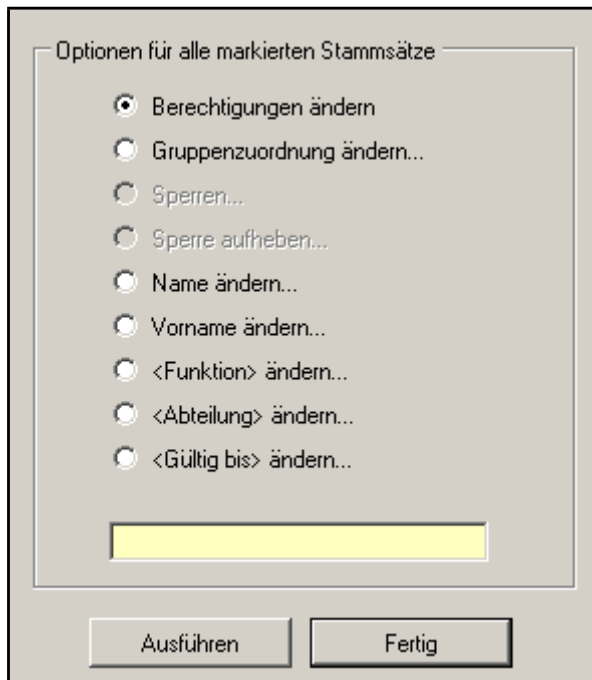 Optionen für alle markierten Stammsätze
Berechtigungen ändern
Gruppenzuordnung ändern...
Sperren...
Sperre aufheben...
Name ändern...
Vorname ändern...
<Funktion> ändern...
<Abteilung> ändern...
<Gültig bis> ändern...
Ausführen Fertig